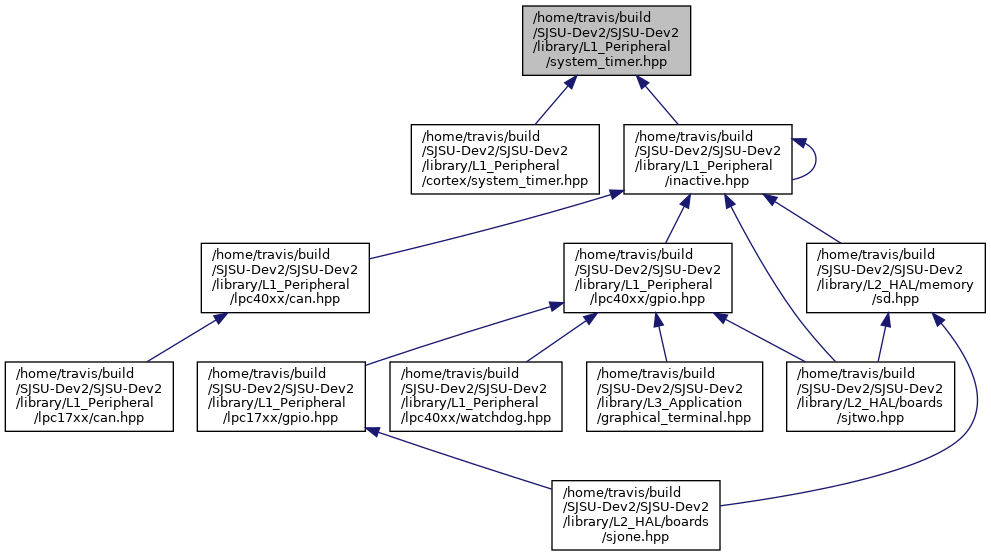 /home/travis/build
/SJSU-Dev2/SJSU-Dev2
/library/L1_Peripheral
/system_timer.hpp
/home/travis/build
/SJSU-Dev2/SJSU-Dev2
/library/L1_Peripheral
/cortex/system_timer.hpp
/home/travis/build
/SJSU-Dev2/SJSU-Dev2
/library/L1_Peripheral
/inactive.hpp
/home/travis/build
/SJSU-Dev2/SJSU-Dev2
/library/L1_Peripheral
/lpc40xx/can.hpp
/home/travis/build
/SJSU-Dev2/SJSU-Dev2
/library/L1_Peripheral
/lpc40xx/gpio.hpp
/home/travis/build
/SJSU-Dev2/SJSU-Dev2
/library/L2_HAL/memory
/sd.hpp
/home/travis/build
/SJSU-Dev2/SJSU-Dev2
/library/L1_Peripheral
/lpc17xx/can.hpp
/home/travis/build
/SJSU-Dev2/SJSU-Dev2
/library/L1_Peripheral
/lpc17xx/gpio.hpp
/home/travis/build
/SJSU-Dev2/SJSU-Dev2
/library/L1_Peripheral
/lpc40xx/watchdog.hpp
/home/travis/build
/SJSU-Dev2/SJSU-Dev2
/library/L3_Application
/graphical_terminal.hpp
/home/travis/build
/SJSU-Dev2/SJSU-Dev2
/library/L2_HAL/boards
/sjtwo.hpp
/home/travis/build
/SJSU-Dev2/SJSU-Dev2
/library/L2_HAL/boards
/sjone.hpp